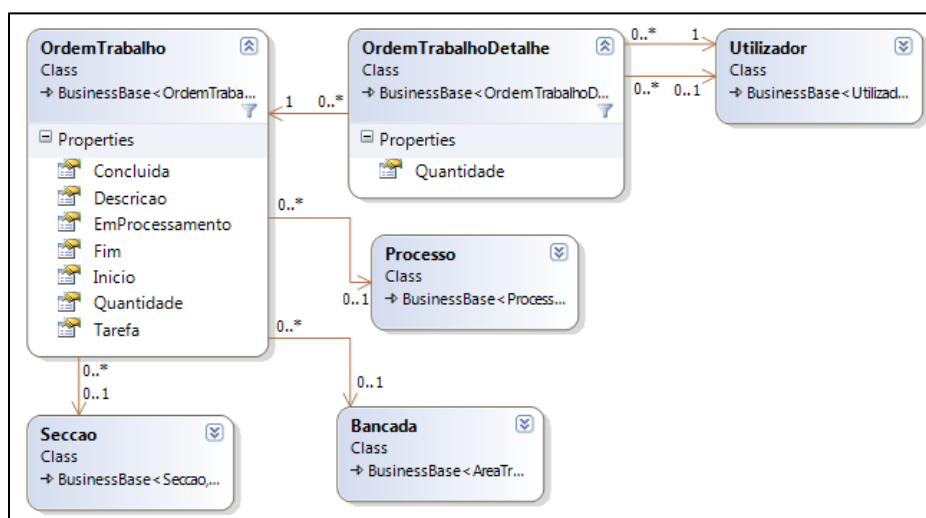 OrdemTrabalho
Class
BusinessBase<OrdemTraba...
Properties
Concluida
Descricao
EmProcessamento
Fim
Inicio
Quantidade
Tarefa
1 0..*
OrdemTrabalhoDetalhe
Class
BusinessBase<OrdemTrabalhoD...
Properties
Quantidade
0..* 1
0..* 0..1
Utilizador
Class
BusinessBase<Utilizad...
0..*
0..1
Processo
Class
BusinessBase<Process...
0..*
0..1
0..*
0..1
Seccao
Class
BusinessBase<Seccao,...
Bancada
Class
BusinessBase<AreaTr...